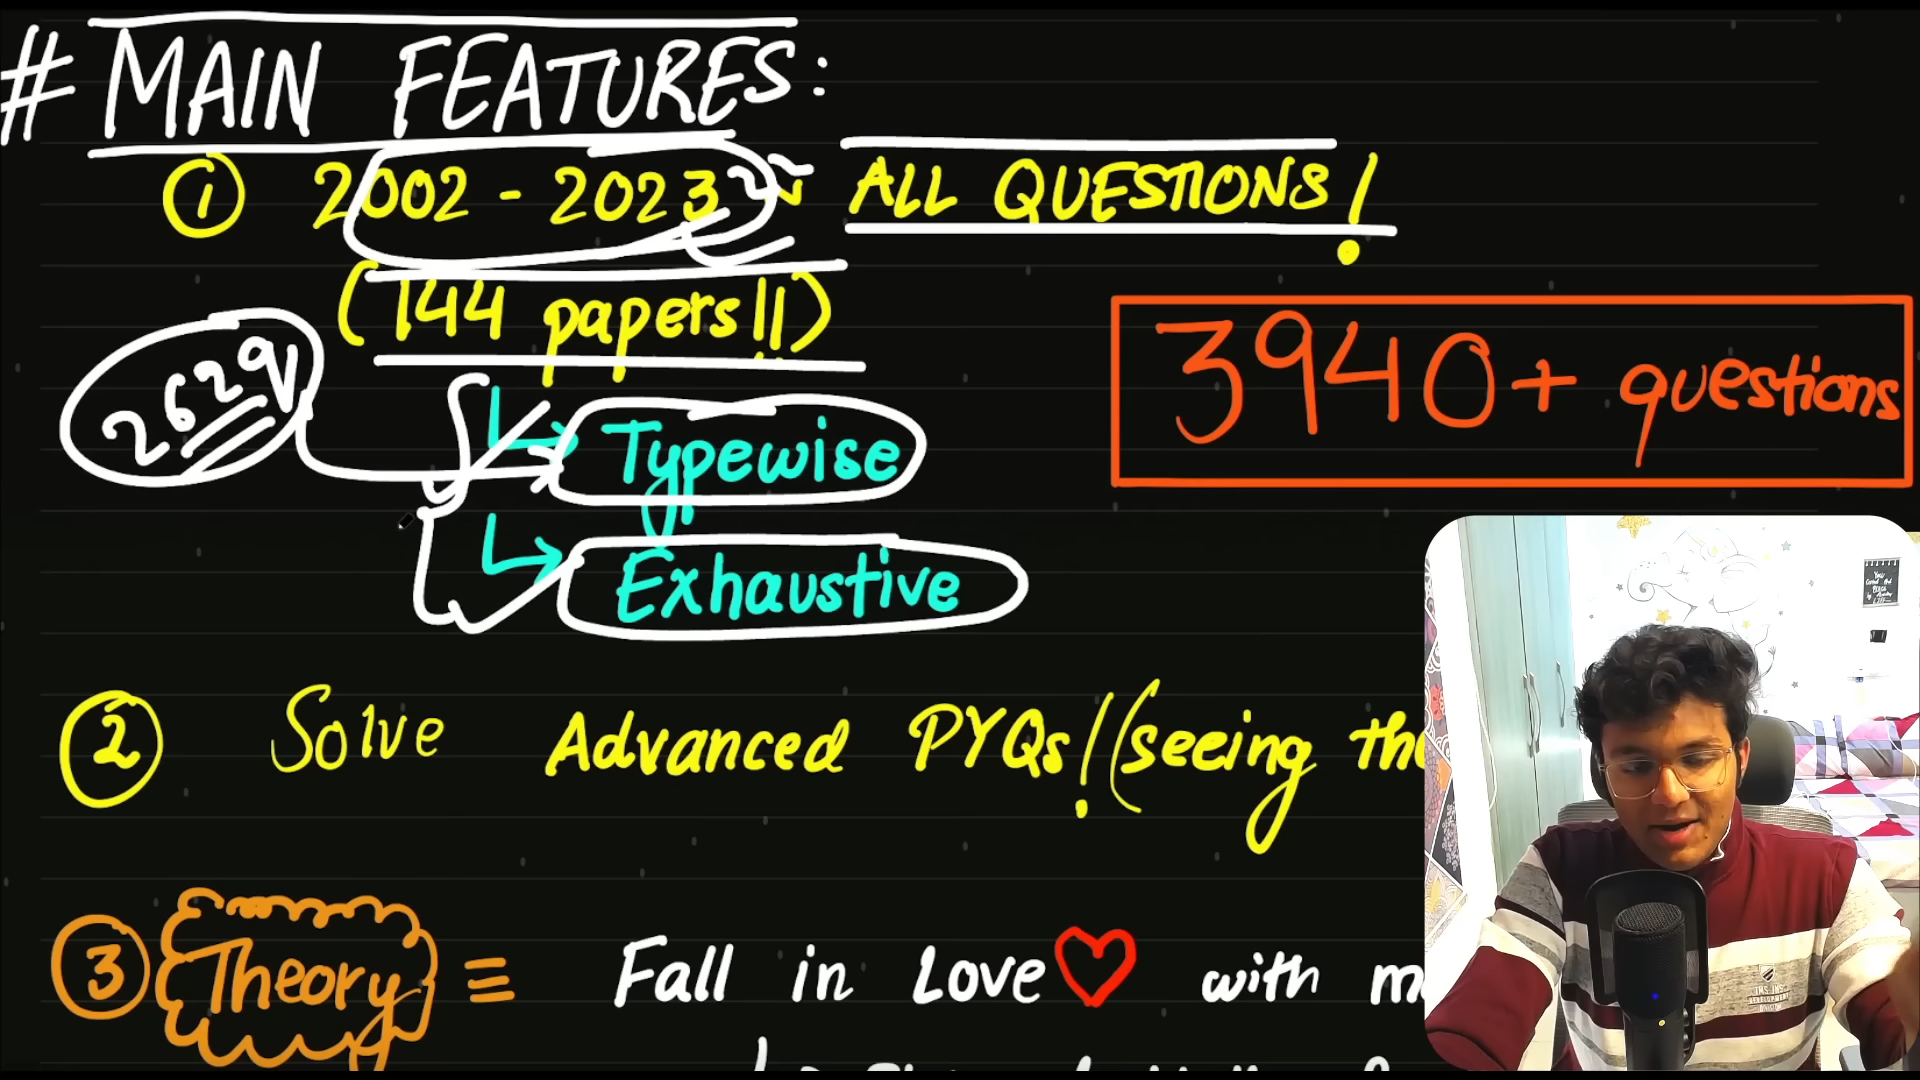 # MAIN FEATURES:
① 2002 - 2023 ~ ALL QUESTIONS!
(144 papers!!)
3940+ questions
262q
Typewise
Exhaustive
② Solve Advanced PYQs! (seeing the
③ Theory ≡ Fall in Love ♡ with m